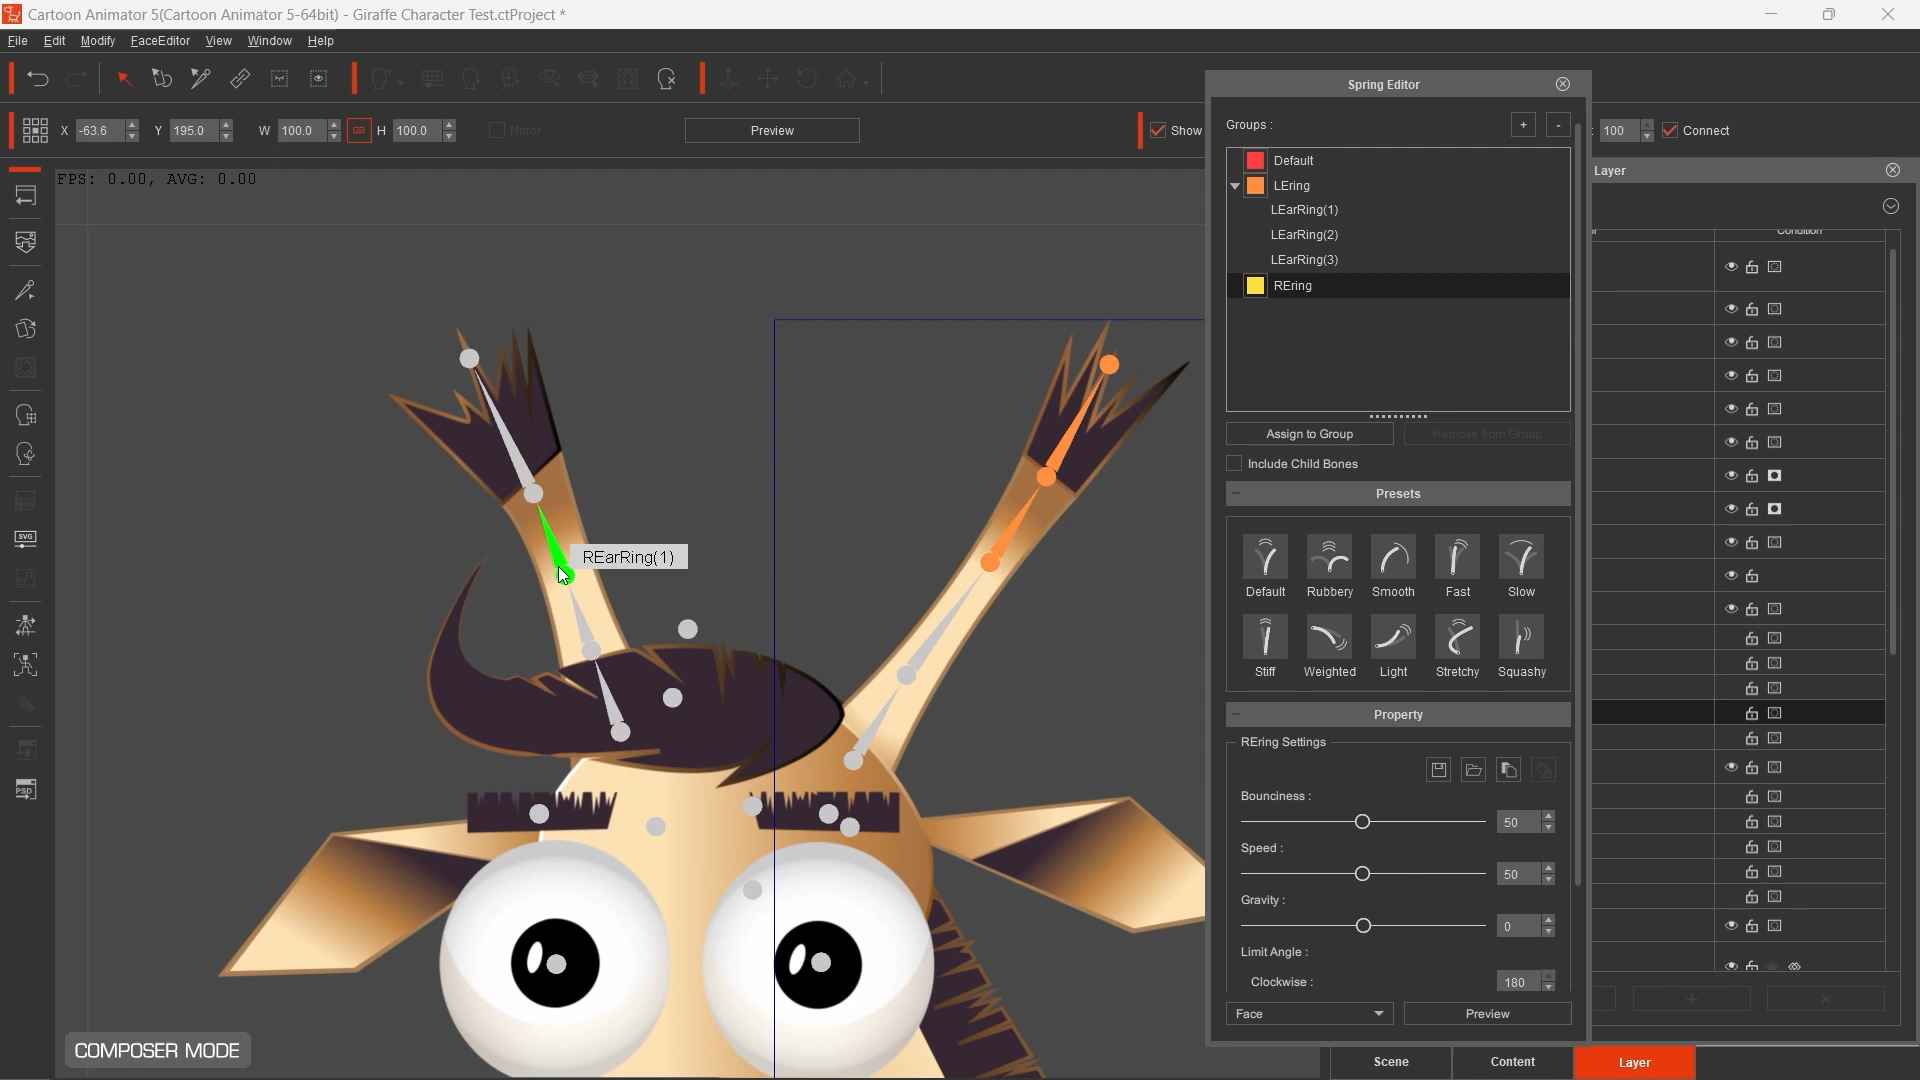 Cartoon Animator 5(Cartoon Animator 5-64bit) - Giraffe Character Test.ctProject *
File Edit Modify FaceEditor View Window Help
Spring Editor
X -63.6 Y 195.0 W 100.0 H 100.0 Mirror Preview Show
Groups : + -
: 100 Connect
Default
LEring
LEarRing(1)
LEarRing(2)
LEarRing(3)
REring
Layer
Condition
FPS: 0.00, AVG: 0.00
Assign to Group Remove from Group
Include Child Bones
Presets
Default Rubbery Smooth Fast Slow
Stiff Weighted Light Stretchy Squashy
Property
REring Settings
Bounciness :
50
Speed :
50
Gravity :
0
Limit Angle :
Clockwise : 180
Face Preview
REarRing(1)
SVG
PSD
COMPOSER MODE
Scene Content Layer